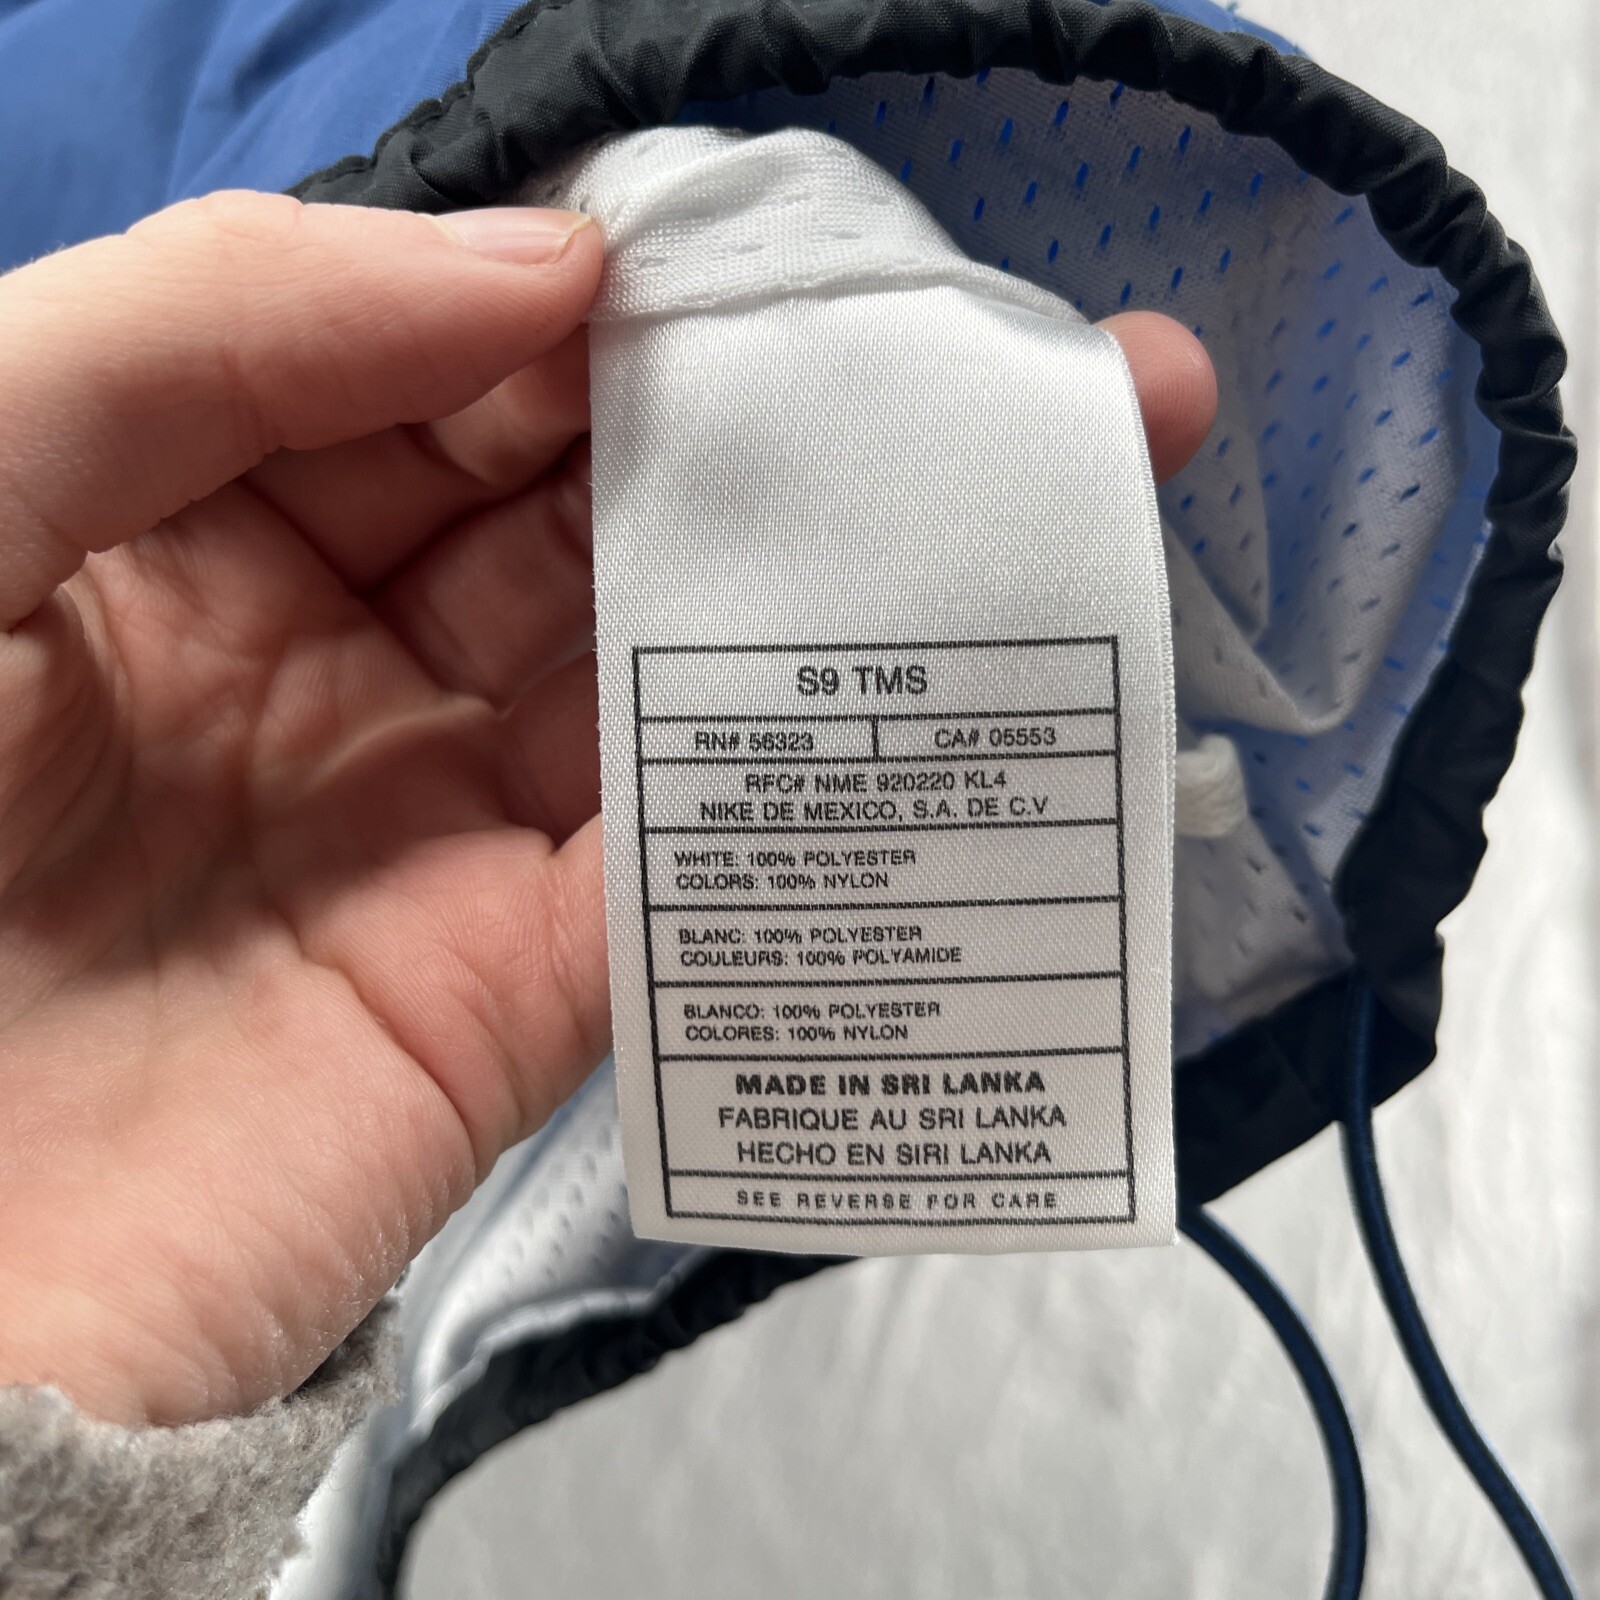 S9 TMS
RN# 56323 CA# 05553
RFC# NME 920220 KL4
NIKE DE MEXICO, S.A. DE C.V
WHITE: 100% POLYESTER
COLORS: 100% NYLON
BLANC: 100% POLYESTER
COULEURS: 100% POLYAMIDE
BLANCO: 100% POLYESTER
COLORES: 100% NYLON
MADE IN SRI LANKA
FABRIQUE AU SRI LANKA
HECHO EN SIRI LANKA
SEE REVERSE FOR CARE